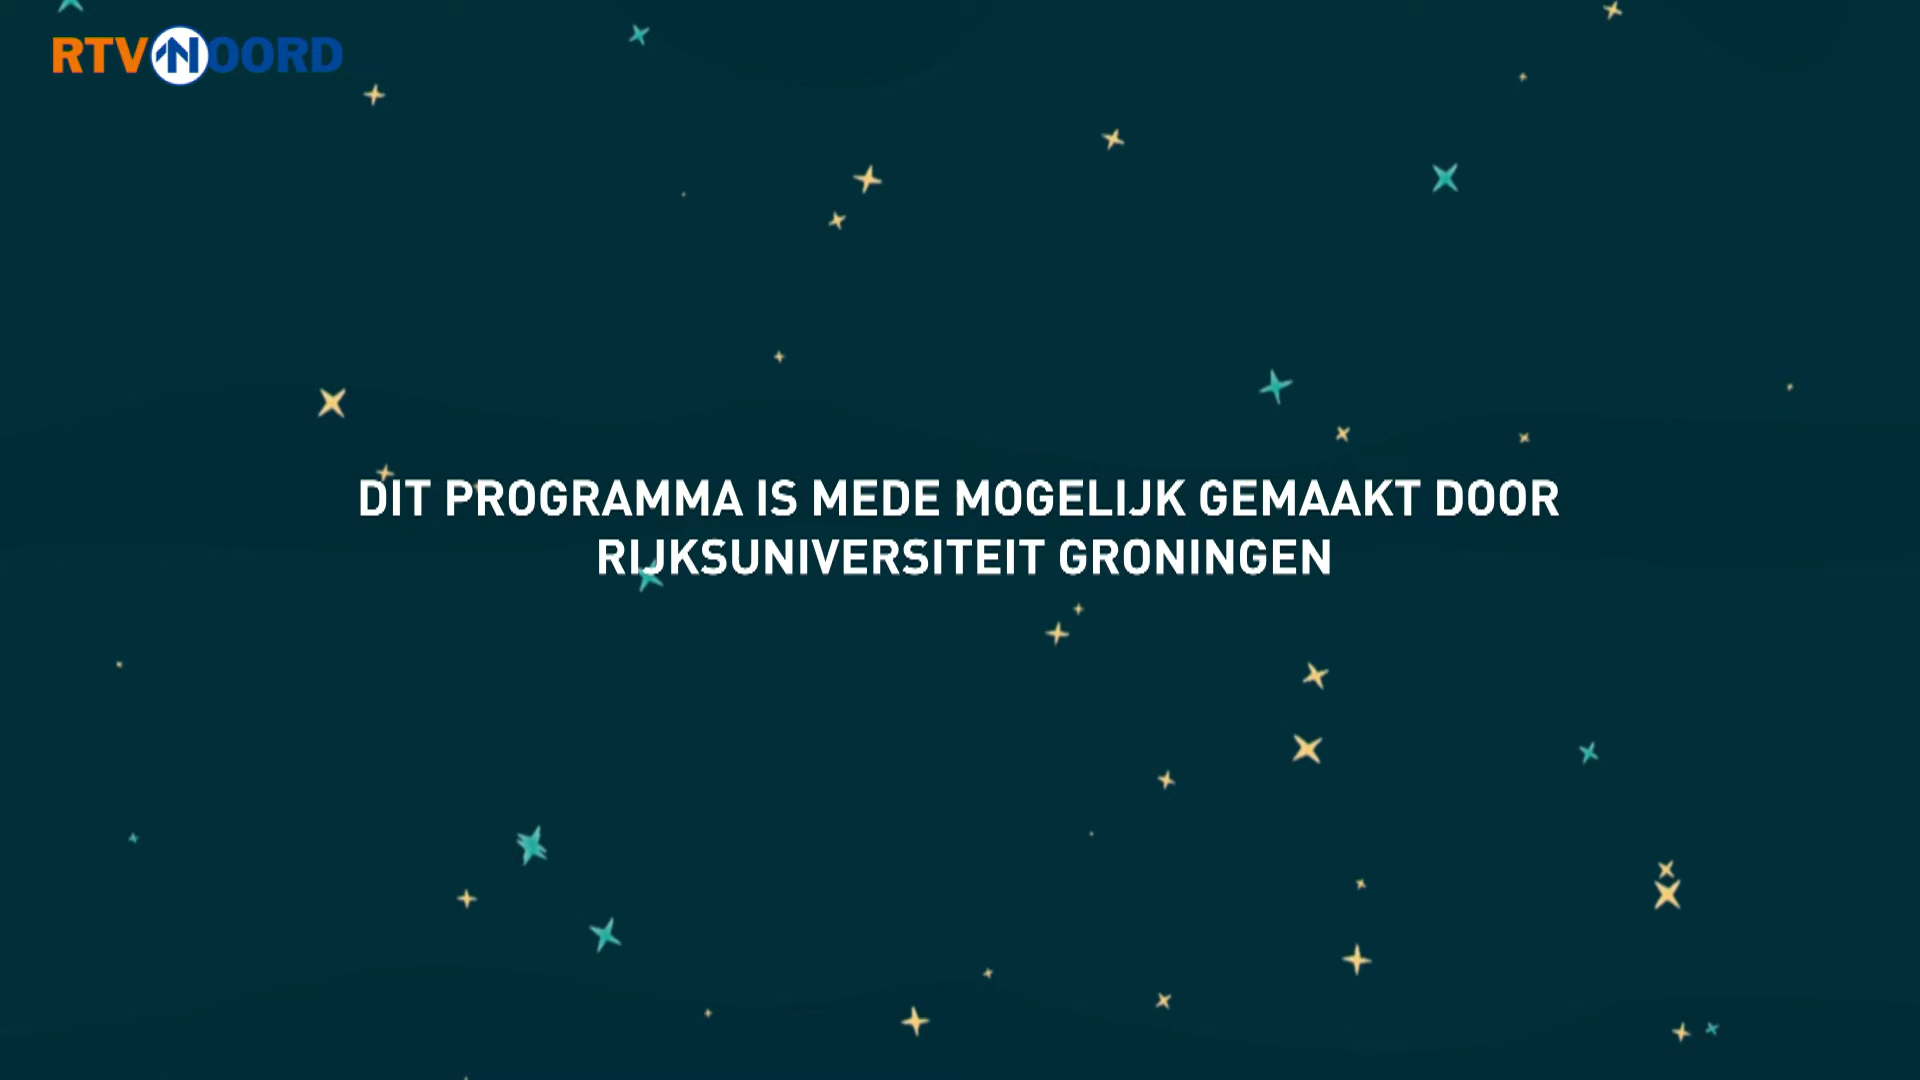 RTV NOORD
DIT PROGRAMMA IS MEDE MOGELIJK GEMAAKT DOOR
RIJKSUNIVERSITEIT GRONINGEN